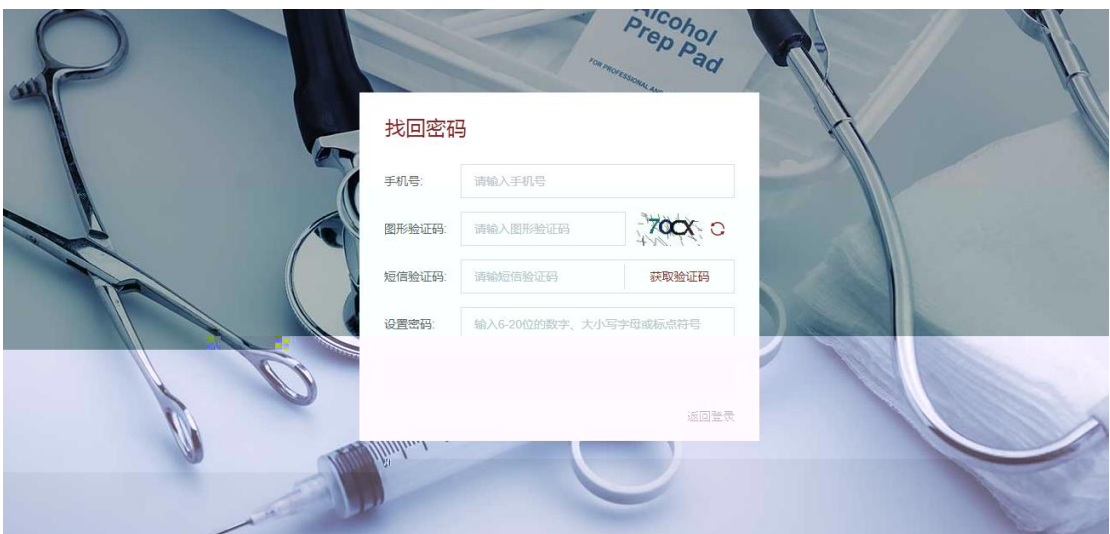 Alcohol
Prep Pad
找回密码
手机号: 请输入手机号
图形验证码: 请输入图形验证码 70CX
短信验证码: 请输短信验证码 获取验证码
设置密码: 输入6-20位的数字、大小写字母或标点符号
返回登录